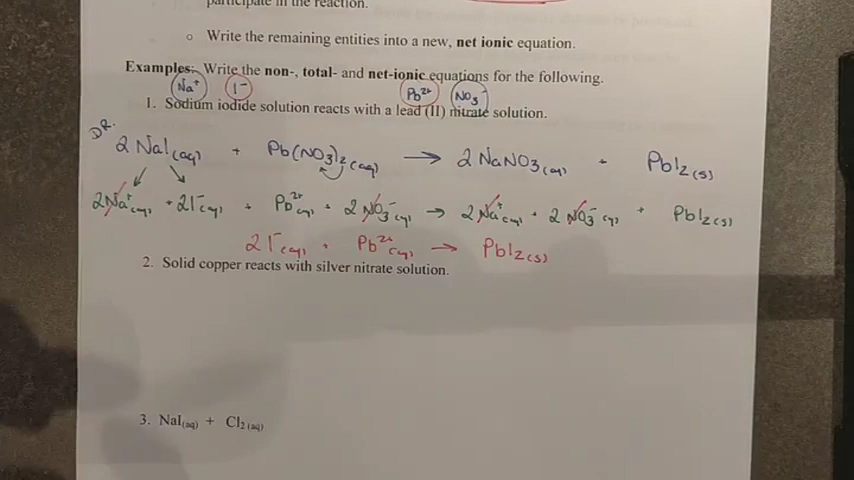 participate in the reaction.
○ Write the remaining entities into a new, net ionic equation.
Examples: Write the non-, total- and net-ionic equations for the following.
Na⁺ I⁻ Pb²⁺ NO₃⁻
1. Sodium iodide solution reacts with a lead (II) nitrate solution.
DR.
2 NaI(aq) + Pb(NO₃)₂(aq) → 2 NaNO₃(aq) + PbI₂(s)
2Na⁺(aq) + 2I⁻(aq) + Pb²⁺(aq) + 2NO₃⁻(aq) → 2Na⁺(aq) + 2NO₃⁻(aq) + PbI₂(s)
2I⁻(aq) + Pb²⁺(aq) → PbI₂(s)
2. Solid copper reacts with silver nitrate solution.
3. NaI(aq) + Cl₂(aq)